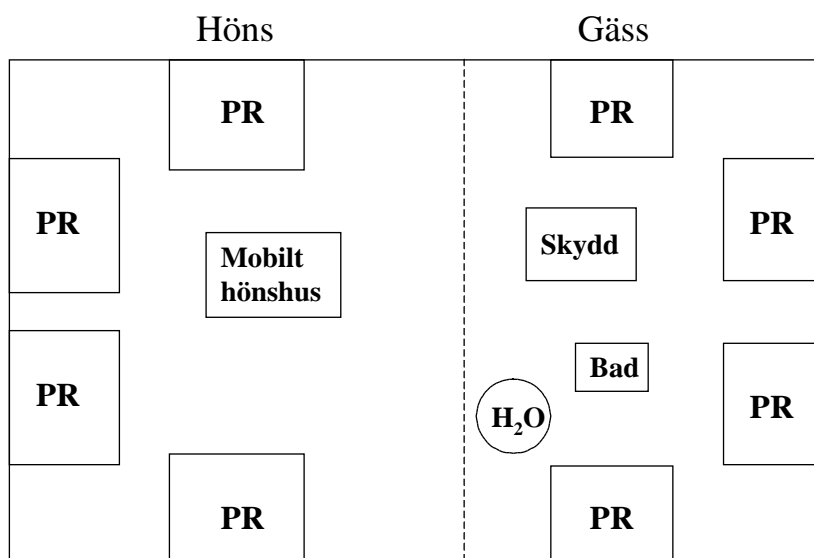 Höns Gäss
PR PR
PR PR
Mobilt
hönshus
Skydd
Bad
PR PR
H₂O
PR PR